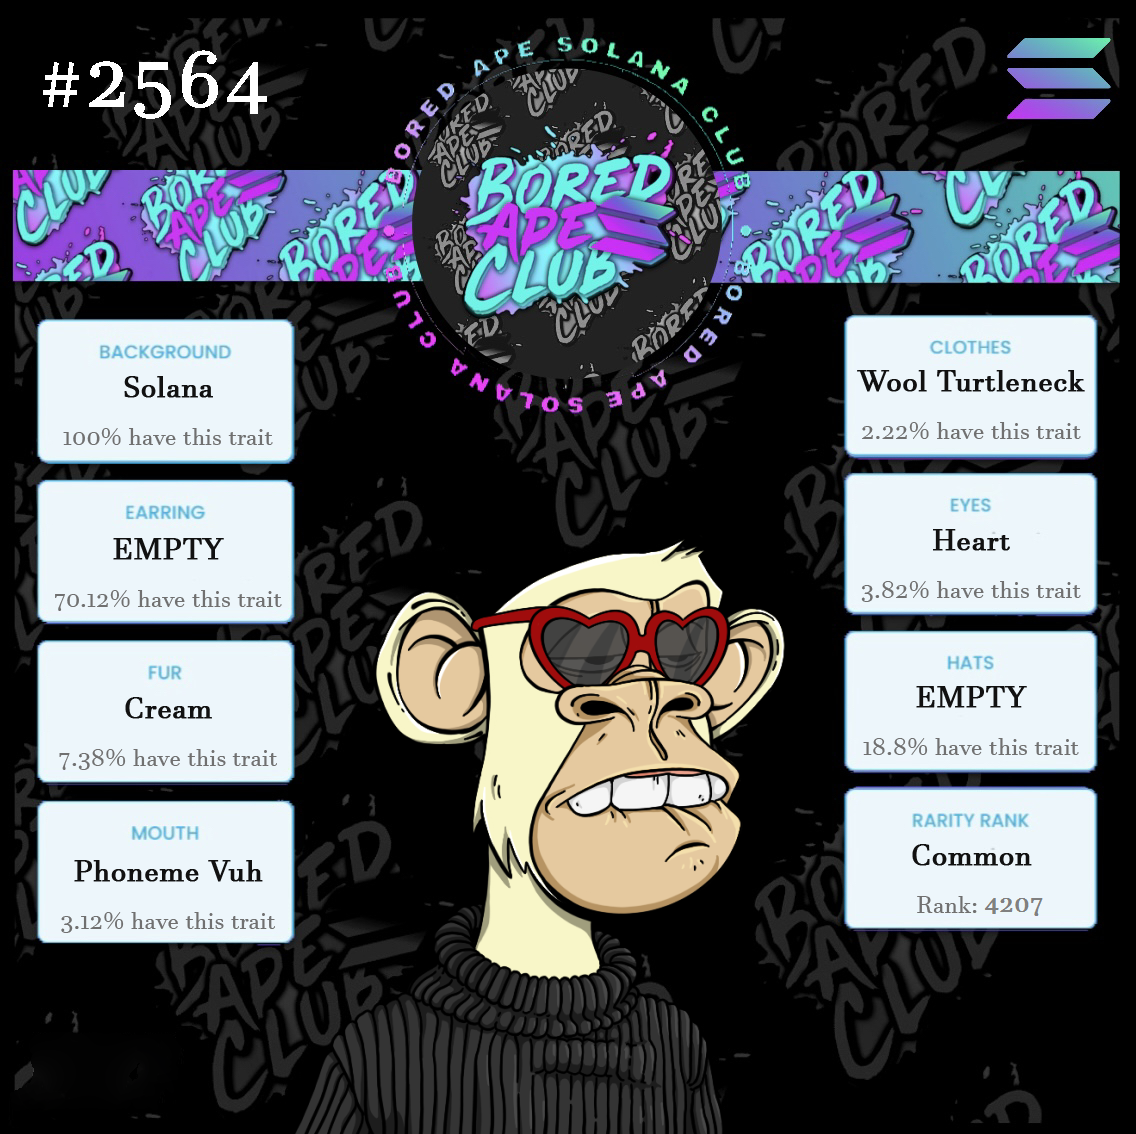 #2564
BORED APE SOLANA CLUB
BORED APE SOLANA CLUB
BORED
APE
CLUB
BACKGROUND
Solana
100% have this trait
EARRING
EMPTY
70.12% have this trait
FUR
Cream
7.38% have this trait
MOUTH
Phoneme Vuh
3.12% have this trait
CLOTHES
Wool Turtleneck
2.22% have this trait
EYES
Heart
3.82% have this trait
HATS
EMPTY
18.8% have this trait
RARITY RANK
Common
Rank: 4207